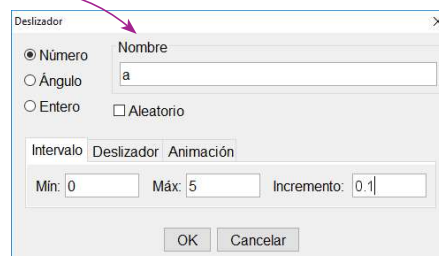 Deslizador
Número
Nombre
a
Ángulo
Entero
Aleatorio
Intervalo Deslizador Animación
Mín: 0 Máx: 5 Incremento: 0.1
OK Cancelar